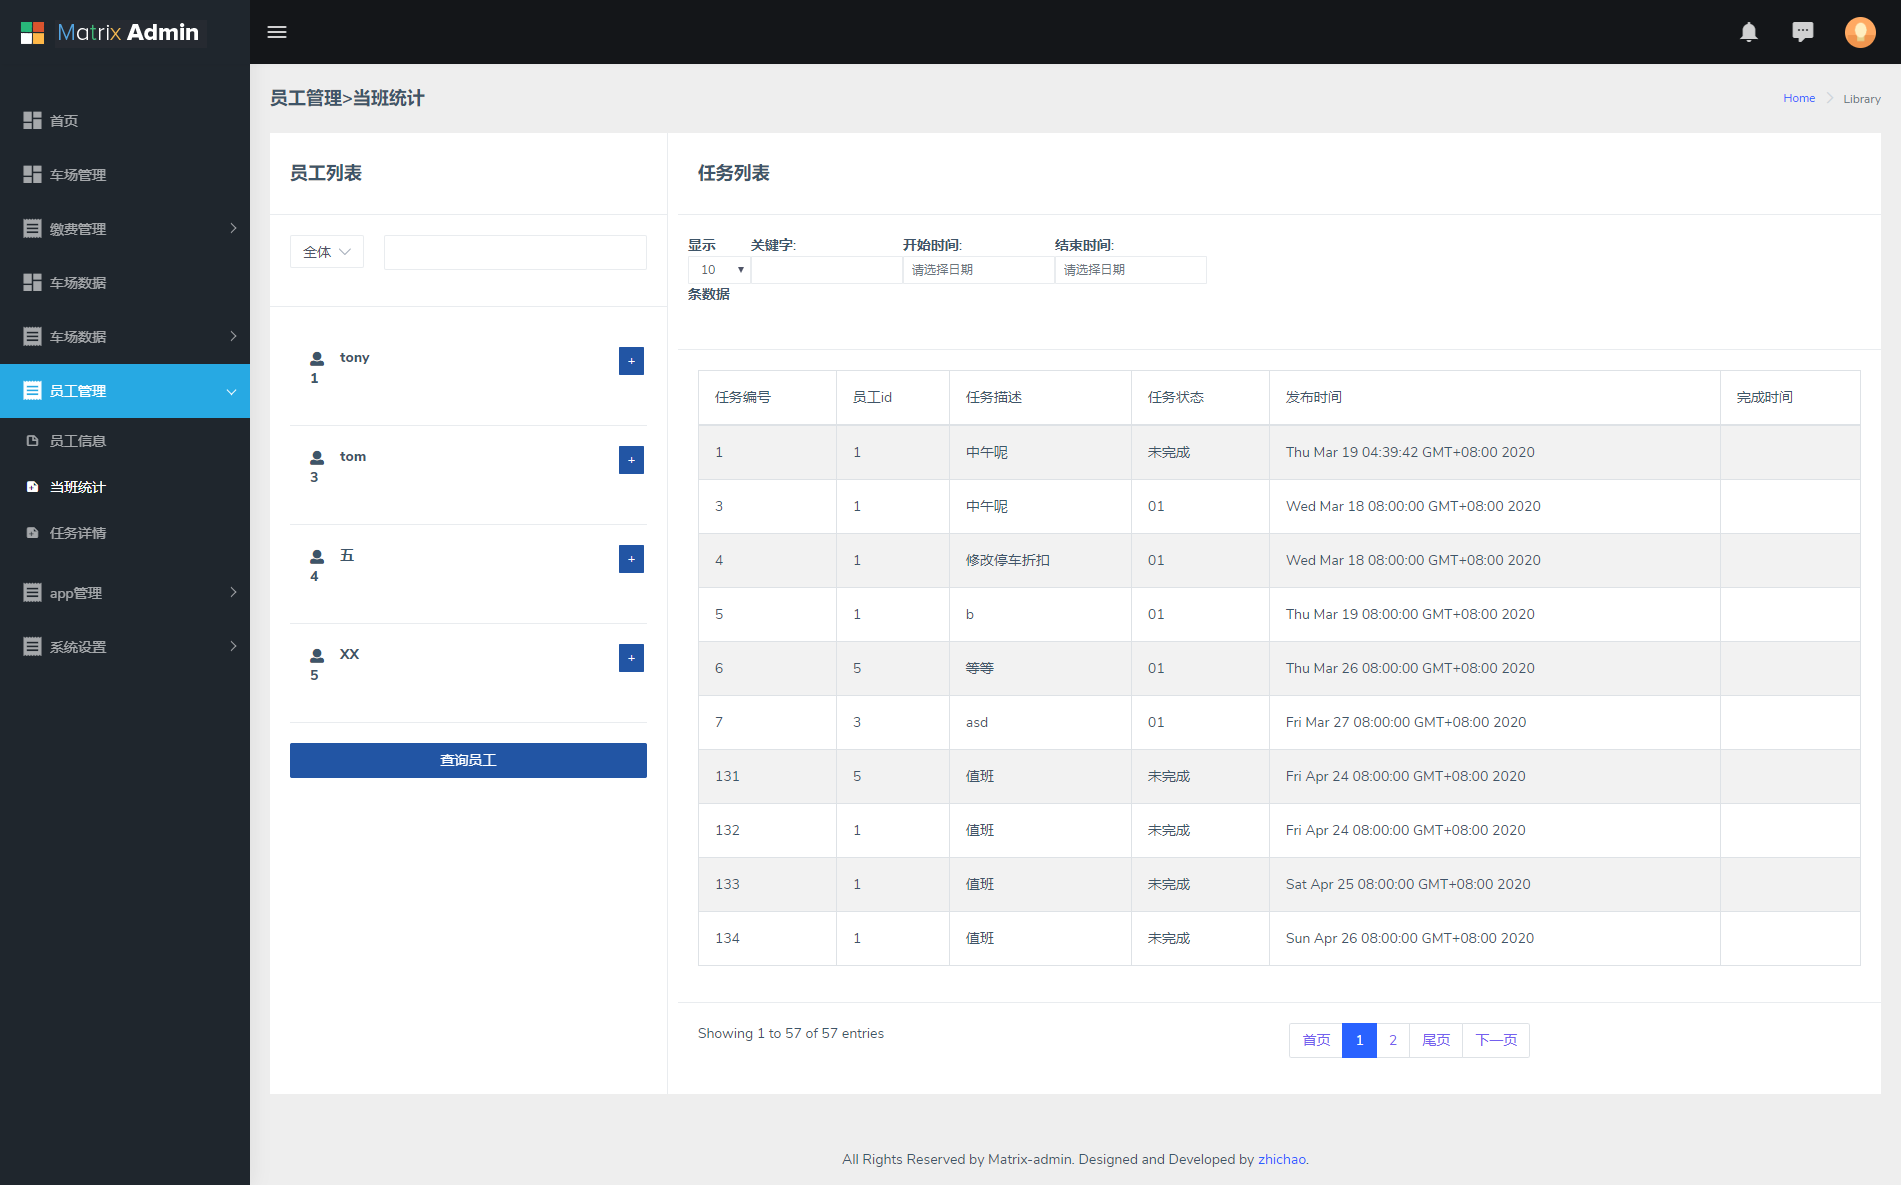 Matrix Admin
首页
车场管理
缴费管理
车场数据
车场数据
员工管理
员工信息
当班统计
任务详情
app管理
系统设置
员工管理>当班统计
Home
Library
员工列表
全体
tony
1
+
tom
3
+
五
4
+
XX
5
+
查询员工
任务列表
显示 关键字: 开始时间: 结束时间:
10 请选择日期 请选择日期
条数据
任务编号 员工id 任务描述 任务状态 发布时间 完成时间
1 1 中午呢 未完成 Thu Mar 19 04:39:42 GMT+08:00 2020
3 1 中午呢 01 Wed Mar 18 08:00:00 GMT+08:00 2020
4 1 修改停车折扣 01 Wed Mar 18 08:00:00 GMT+08:00 2020
5 1 b 01 Thu Mar 19 08:00:00 GMT+08:00 2020
6 5 等等 01 Thu Mar 26 08:00:00 GMT+08:00 2020
7 3 asd 01 Fri Mar 27 08:00:00 GMT+08:00 2020
131 5 值班 未完成 Fri Apr 24 08:00:00 GMT+08:00 2020
132 1 值班 未完成 Fri Apr 24 08:00:00 GMT+08:00 2020
133 1 值班 未完成 Sat Apr 25 08:00:00 GMT+08:00 2020
134 1 值班 未完成 Sun Apr 26 08:00:00 GMT+08:00 2020
Showing 1 to 57 of 57 entries
首页 1 2 尾页 下一页
All Rights Reserved by Matrix-admin. Designed and Developed by zhichao.